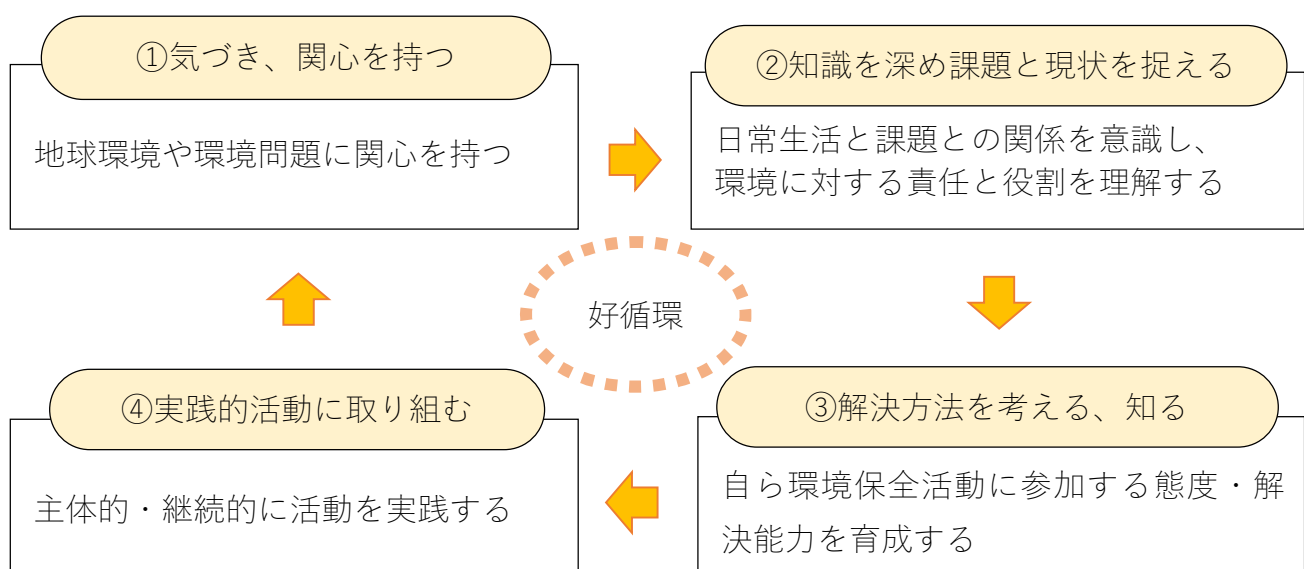 ①気づき、関心を持つ
地球環境や環境問題に関心を持つ
②知識を深め課題と現状を捉える
日常生活と課題との関係を意識し、
環境に対する責任と役割を理解する
好循環
④実践的活動に取り組む
主体的・継続的に活動を実践する
③解決方法を考える、知る
自ら環境保全活動に参加する態度・解
決能力を育成する